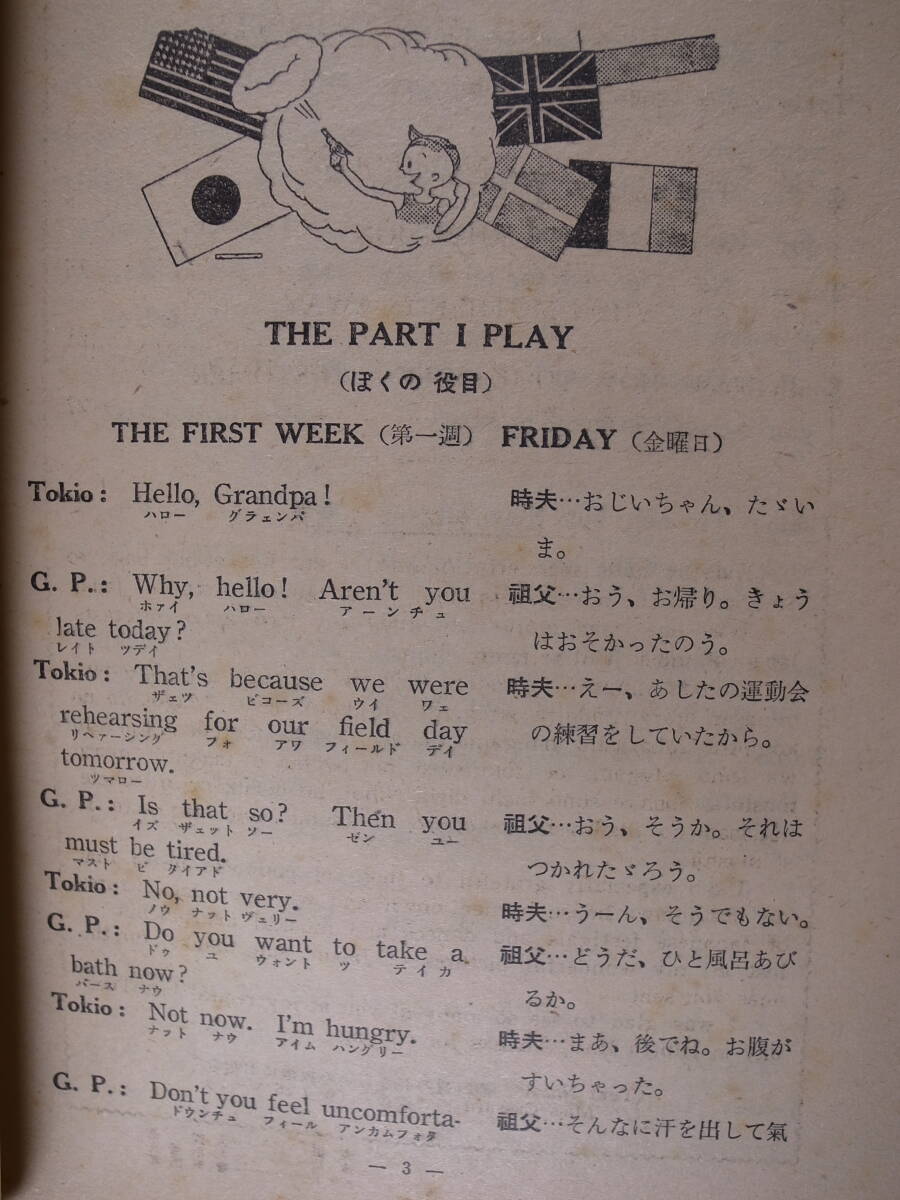 THE PART I PLAY
(ぼくの 役目)
THE FIRST WEEK (第一週) FRIDAY (金曜日)
Tokio: Hello, Grandpa!
ハロー グラェンパ
G. P.: Why, hello! Aren't you
ホァイ ハロー アーンチュ
late today?
レイト ツデイ
Tokio: That's because we were
ザェツ ビコーズ ウイ ワェ
rehearsing for our field day
リヘァーシング フォ アワ フィールド デイ
tomorrow.
ツマロー
G. P.: Is that so? Then you
イズ ザェット ソー ゼン ユー
must be tired.
マスト ビ タイアド
Tokio: No, not very.
ノウ ナット ヴェリー
G. P.: Do you want to take a
ドゥ ユ ウォント ツ テイカ
bath now?
バース ナウ
Tokio: Not now. I'm hungry.
ナット ナウ アイム ハングリー
G. P.: Don't you feel uncomforta-
ドウンチュ フィール アンカムフォタ
時夫…おじいちゃん、たゞい
ま。
祖父…おう、お帰り。きょう
はおそかったのう。
時夫…えー、あしたの運動会
の練習をしていたから。
祖父…おう、そうか。それは
つかれたゞろう。
時夫…うーん、そうでもない。
祖父…どうだ、ひと風呂あび
るか。
時夫…まあ、後でね。お腹が
すいちゃった。
祖父…そんなに汗を出して氣
— 3 —